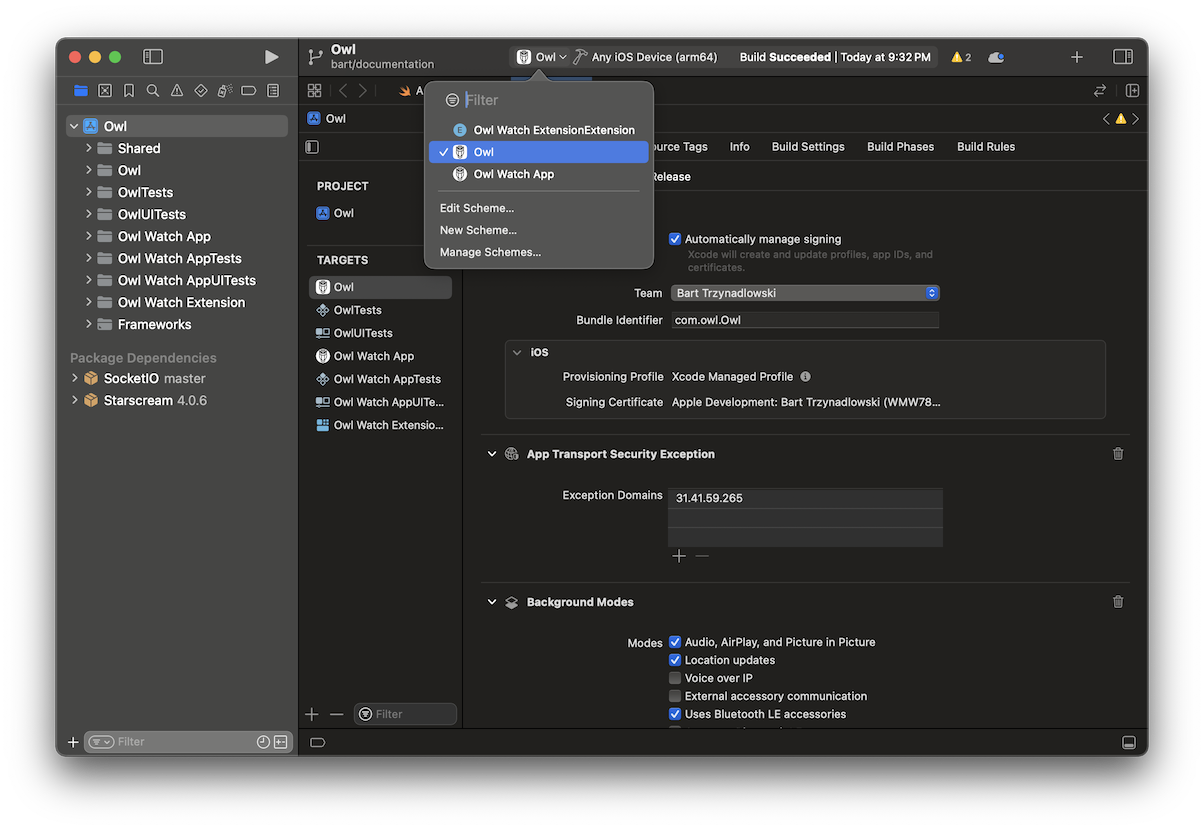 Owl
bart/documentation
Owl
Any iOS Device (arm64)
Build Succeeded | Today at 9:32 PM
2
A
Owl
Shared
Owl
OwlTests
OwlUITests
Owl Watch App
Owl Watch AppTests
Owl Watch AppUITests
Owl Watch Extension
Frameworks
Package Dependencies
SocketIO master
Starscream 4.0.6
Filter
Owl
PROJECT
Owl
TARGETS
Owl
OwlTests
OwlUITests
Owl Watch App
Owl Watch AppTests
Owl Watch AppUITe...
Owl Watch Extensio...
Filter
Filter
E
Owl Watch ExtensionExtension
Owl
Owl Watch App
Edit Scheme...
New Scheme...
Manage Schemes...
ource Tags
Info
Build Settings
Build Phases
Build Rules
Release
Automatically manage signing
Xcode will create and update profiles, app IDs, and
certificates.
Team
Bart Trzynadlowski
Bundle Identifier
com.owl.Owl
iOS
Provisioning Profile
Xcode Managed Profile
Signing Certificate
Apple Development: Bart Trzynadlowski (WMW78...
App Transport Security Exception
Exception Domains
31.41.59.265
Background Modes
Modes
Audio, AirPlay, and Picture in Picture
Location updates
Voice over IP
External accessory communication
Uses Bluetooth LE accessories